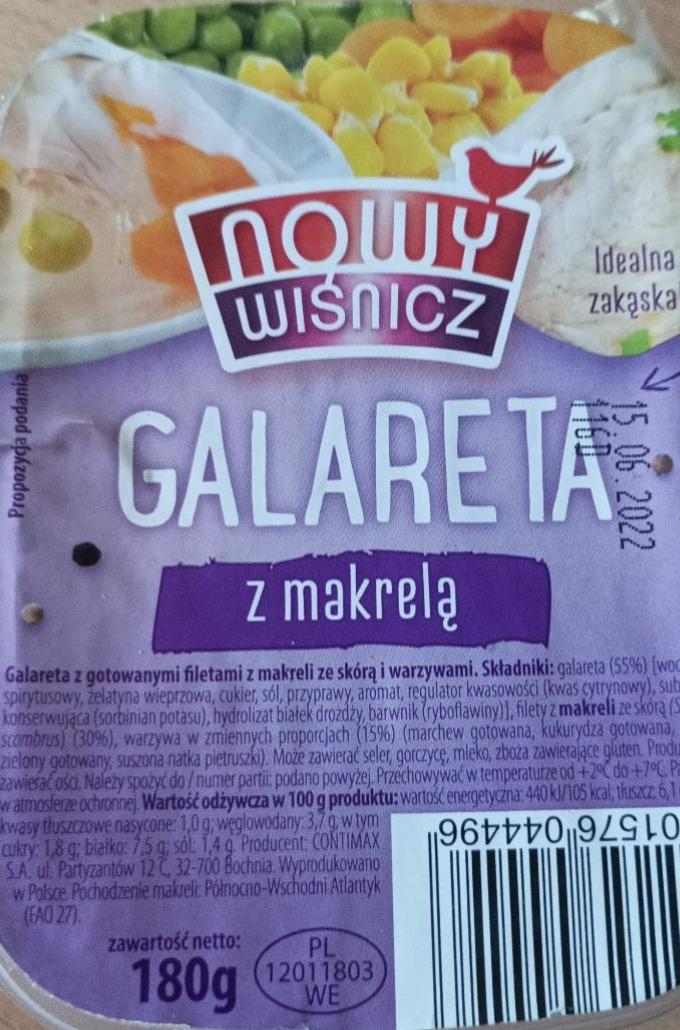 NOWY
WIŚNICZ
Idealna
zakąska
Propozycja podania
GALARETA
15.06.2022
116D
z makrelą
Galareta z gotowanymi filetami z makreli ze skórą i warzywami. Składniki: galareta (55%) [wod
spirytusowy, żelatyna wieprzowa, cukier, sól, przyprawy, aromat, regulator kwasowości (kwas cytrynowy), sub
konserwująca (sorbinian potasu), hydrolizat białek drożdży, barwnik (ryboflawiny)], filety z makreli ze skórą (S
scombrus) (30%), warzywa w zmiennych proporcjach (15%) (marchew gotowana, kukurydza gotowana,
zielony gotowany, suszona natka pietruszki). Może zawierać seler, gorczycę, mleko, zboża zawierające gluten. Produ
zawierać ości. Należy spożyć do / numer partii: podano powyżej. Przechowywać w temperaturze od +2°C do +7°C. Pa
w atmosferze ochronnej. Wartość odżywcza w 100 g produktu: wartość energetyczna: 440 kJ/105 kcal; tłuszcz: 6,1
kwasy tłuszczowe nasycone: 1,0 g; węglowodany: 3,7 g, w tym
cukry: 1,8 g; białko: 7,5 g; sól: 1,4 g. Producent: CONTIMAX
S.A. ul. Partyzantów 12 C, 32-700 Bochnia. Wyprodukowano
w Polsce. Pochodzenie makreli: Północno-Wschodni Atlantyk
(FAO 27).
zawartość netto:
180g
PL
12011803
WE
01576 044496